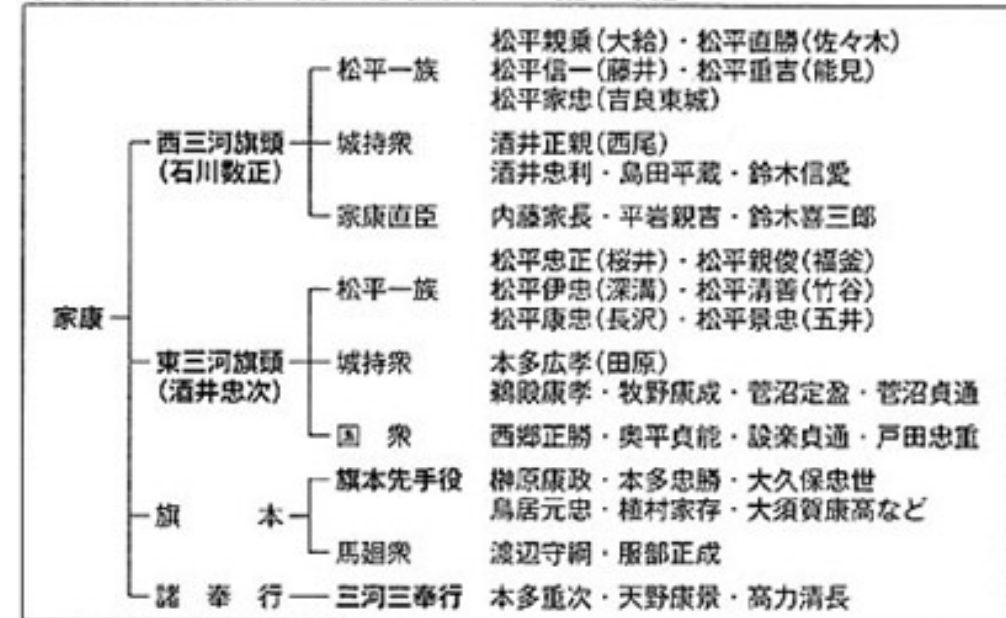 家康
西三河旗頭
(石川数正)
松平一族
松平親乗(大給)・松平直勝(佐々木)
松平信一(藤井)・松平重吉(能見)
松平家忠(吉良東城)
城持衆
酒井正親(西尾)
酒井忠利・島田平蔵・鈴木信愛
家康直臣
内藤家長・平岩親吉・鈴木喜三郎
東三河旗頭
(酒井忠次)
松平一族
松平忠正(桜井)・松平親俊(福釜)
松平伊忠(深溝)・松平清善(竹谷)
松平康忠(長沢)・松平景忠(五井)
城持衆
本多広孝(田原)
鵜殿康孝・牧野康成・菅沼定盈・菅沼貞通
国 衆
西郷正勝・奥平貞能・設楽貞通・戸田忠重
旗 本
旗本先手役
榊原康政・本多忠勝・大久保忠世
鳥居元忠・植村家存・大須賀康高など
馬廻衆
渡辺守綱・服部正成
諸 奉 行
三河三奉行
本多重次・天野康景・高力清長